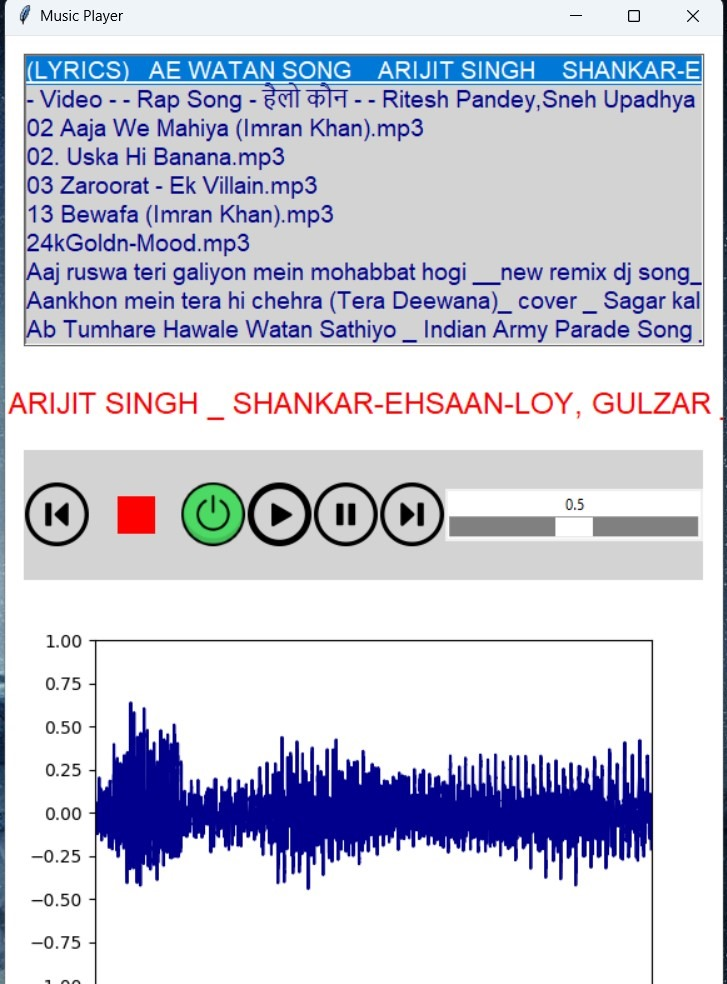 Music Player
(LYRICS) AE WATAN SONG ARIJIT SINGH SHANKAR-E
- Video - - Rap Song - हैलो कौन - - Ritesh Pandey,Sneh Upadhya
02 Aaja We Mahiya (Imran Khan).mp3
02. Uska Hi Banana.mp3
03 Zaroorat - Ek Villain.mp3
13 Bewafa (Imran Khan).mp3
24kGoldn-Mood.mp3
Aaj ruswa teri galiyon mein mohabbat hogi __new remix dj song_
Aankhon mein tera hi chehra (Tera Deewana)_ cover _ Sagar kal
Ab Tumhare Hawale Watan Sathiyo _ Indian Army Parade Song _
ARIJIT SINGH _ SHANKAR-EHSAAN-LOY, GULZAR _
0.5
1.00
0.75
0.50
0.25
0.00
−0.25
−0.50
−0.75